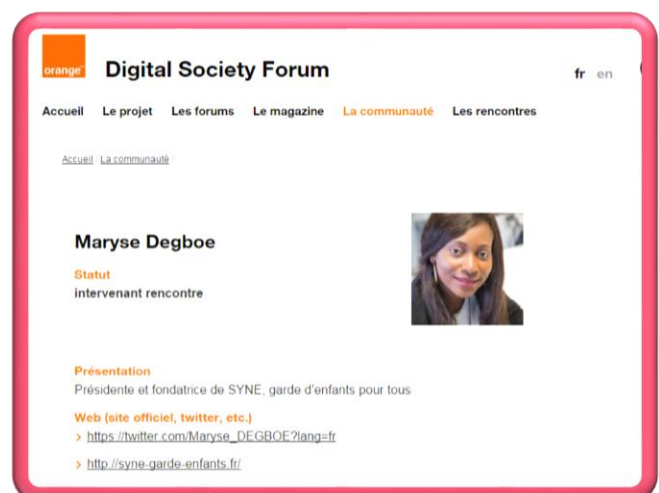 orange™
Digital Society Forum
fr en
Accueil Le projet Les forums Le magazine La communauté Les rencontres
Accueil / La communauté /
Maryse Degboe
Statut
intervenant rencontre
Présentation
Présidente et fondatrice de SYNE, garde d'enfants pour tous
Web (site officiel, twitter, etc.)
> https://twitter.com/Maryse_DEGBOE?lang=fr
> http://syne-garde-enfants.fr/